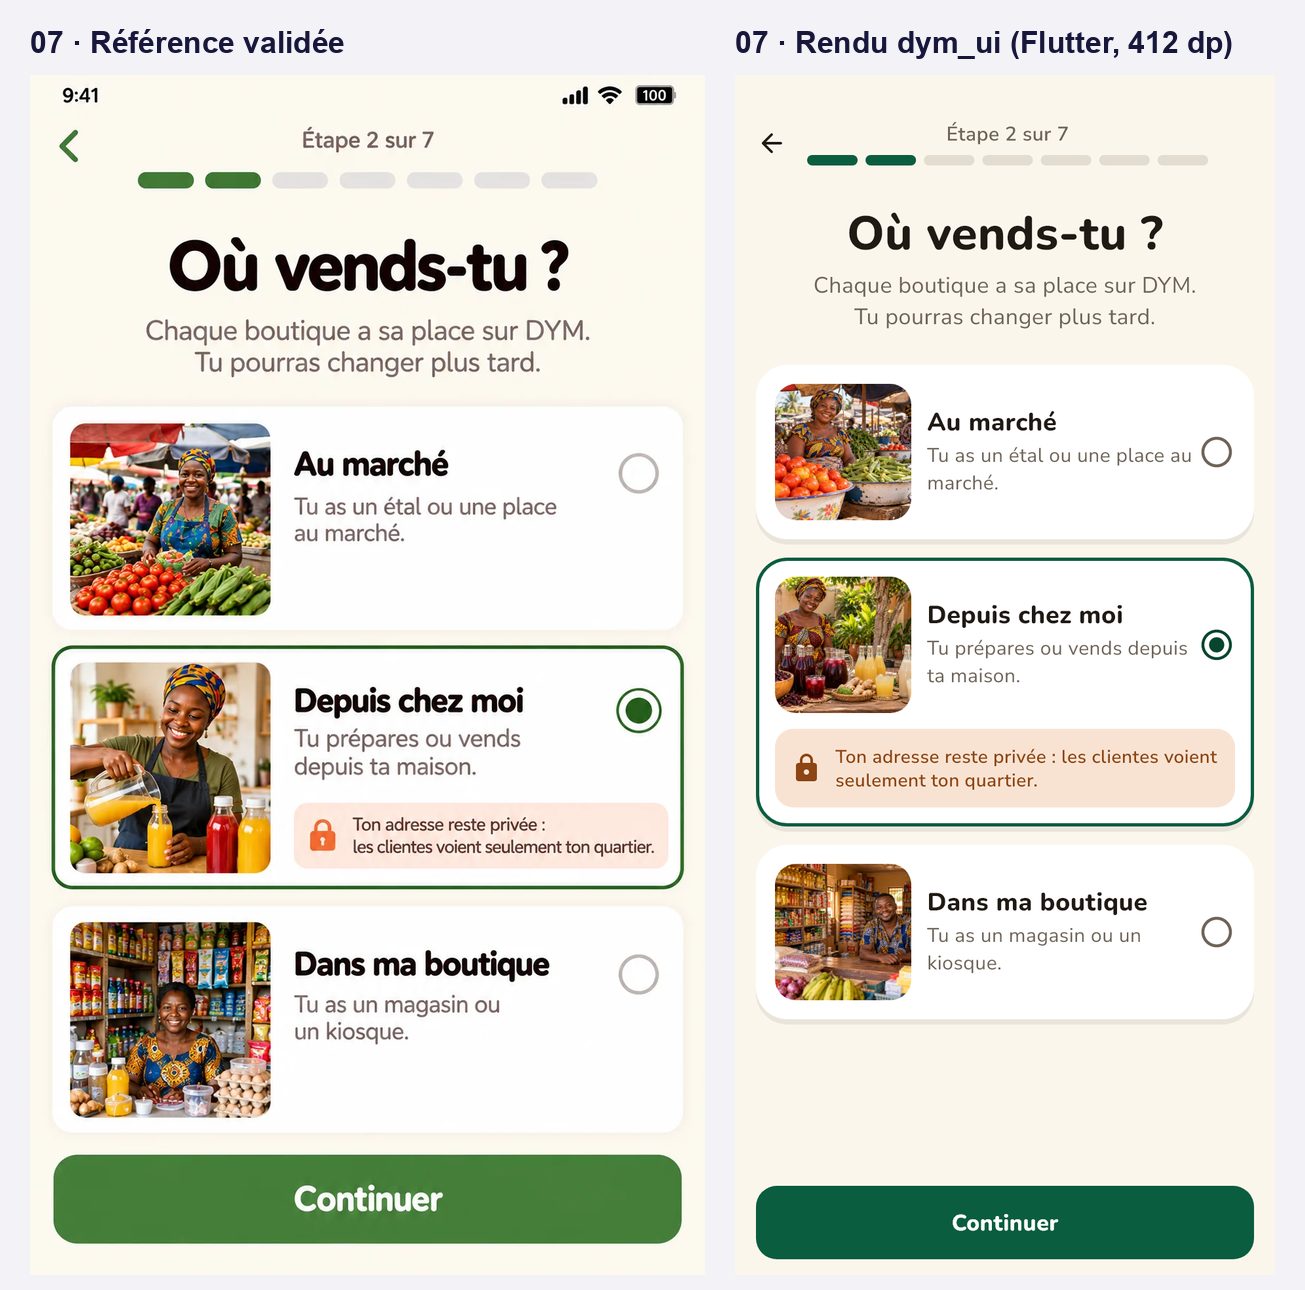 07 · Référence validée
9:41
100
Étape 2 sur 7
Où vends-tu ?
Chaque boutique a sa place sur DYM.
Tu pourras changer plus tard.
Au marché
Tu as un étal ou une place
au marché.
Depuis chez moi
Tu prépares ou vends
depuis ta maison.
Ton adresse reste privée :
les clientes voient seulement ton quartier.
Dans ma boutique
Tu as un magasin ou
un kiosque.
Continuer
07 · Rendu dym_ui (Flutter, 412 dp)
Étape 2 sur 7
Où vends-tu ?
Chaque boutique a sa place sur DYM.
Tu pourras changer plus tard.
Au marché
Tu as un étal ou une place au
marché.
Depuis chez moi
Tu prépares ou vends depuis
ta maison.
Ton adresse reste privée : les clientes voient
seulement ton quartier.
Dans ma boutique
Tu as un magasin ou un
kiosque.
Continuer